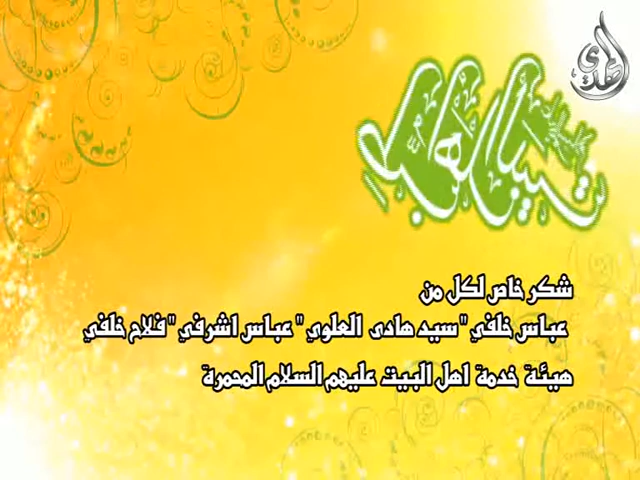 شكر خاص لكل من
عباس خلفي " سيد هادى العلوي " عباس اشرفي " فلاح خلفي
هيئة خدمة اهل البيت عليهم السلام المحمرة